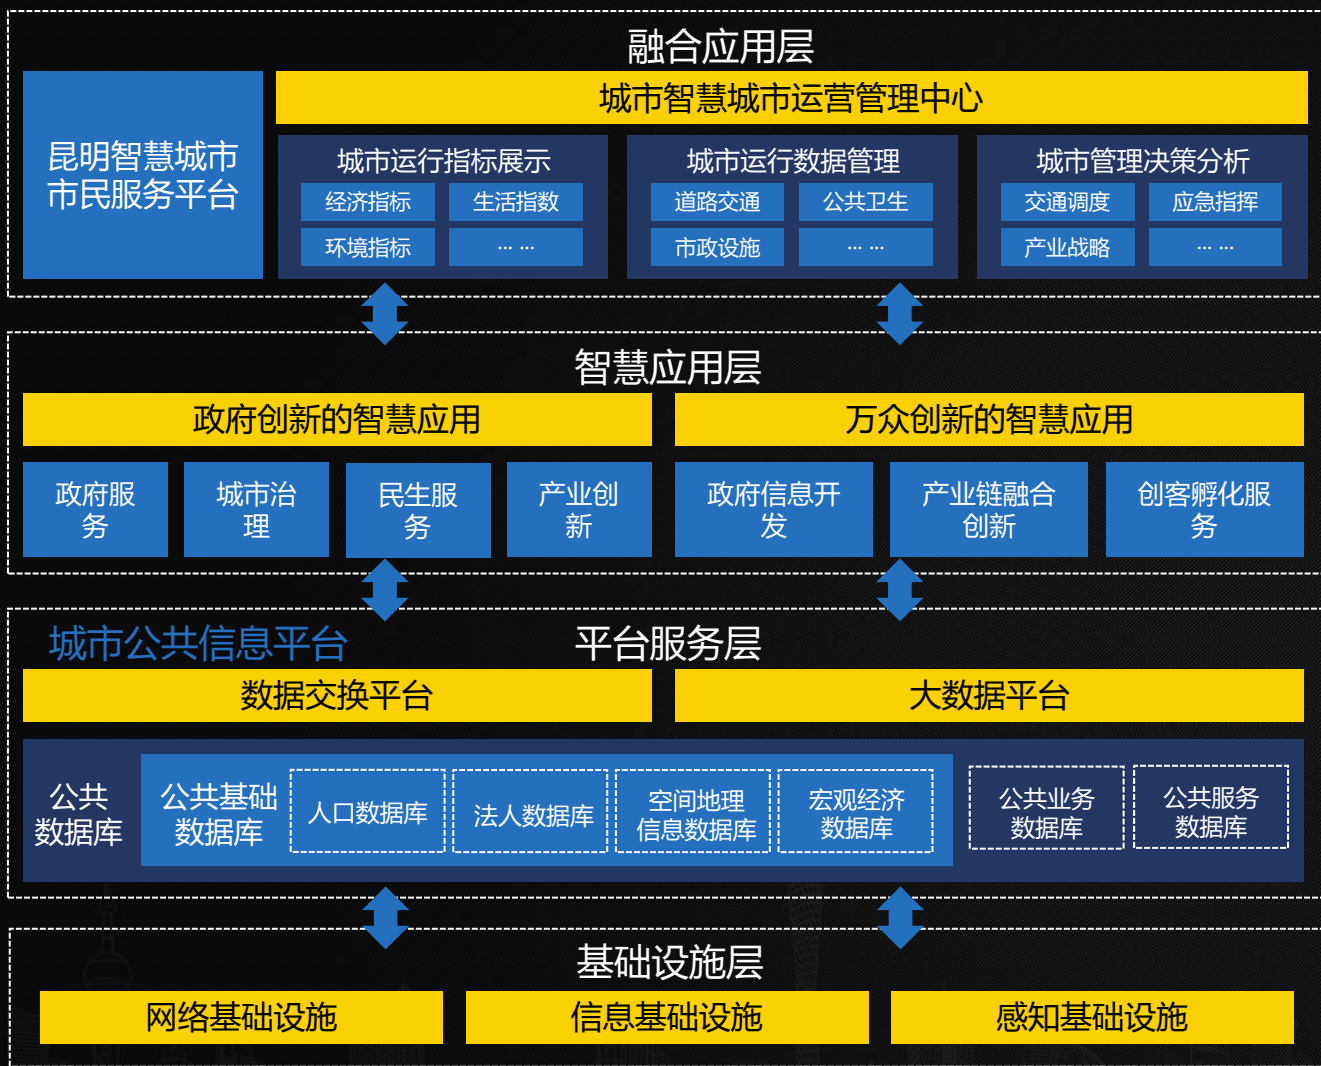 融合应用层
昆明智慧城市
市民服务平台
城市智慧城市运营管理中心
城市运行指标展示
经济指标
生活指数
环境指标
... ...
城市运行数据管理
道路交通
公共卫生
市政设施
... ...
城市管理决策分析
交通调度
应急指挥
产业战略
... ...
智慧应用层
政府创新的智慧应用
政府服
务
城市治
理
民生服
务
产业创
新
万众创新的智慧应用
政府信息开
发
产业链融合
创新
创客孵化服
务
城市公共信息平台
平台服务层
数据交换平台
大数据平台
公共
数据库
公共基础
数据库
人口数据库
法人数据库
空间地理
信息数据库
宏观经济
数据库
公共业务
数据库
公共服务
数据库
基础设施层
网络基础设施
信息基础设施
感知基础设施